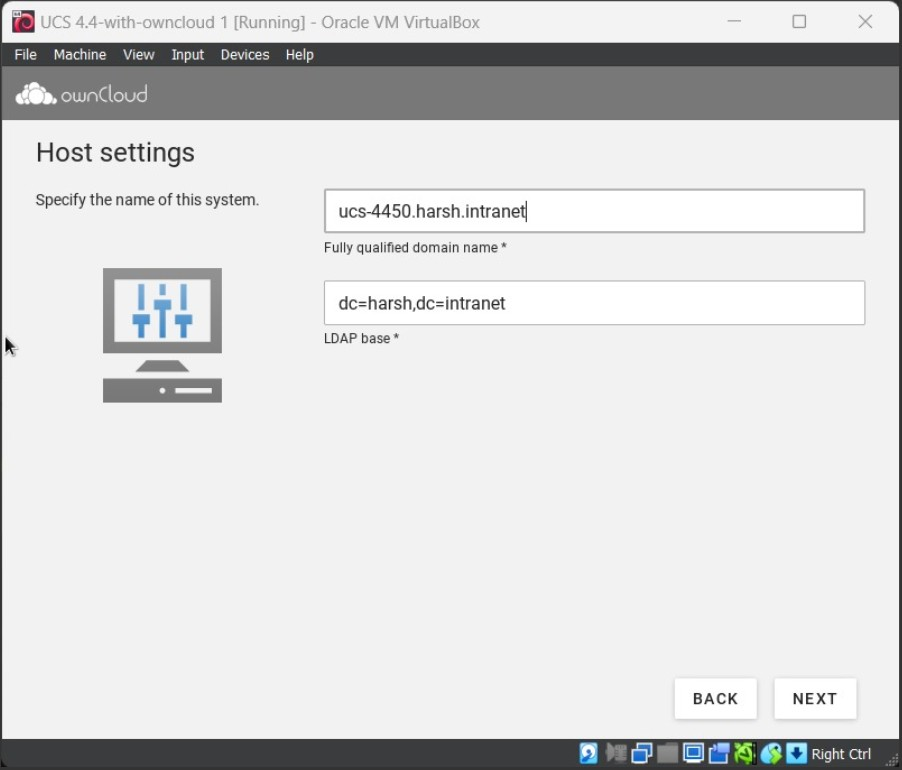 UCS 4.4-with-owncloud 1 [Running] - Oracle VM VirtualBox
File Machine View Input Devices Help
ownCloud
Host settings
Specify the name of this system.
ucs-4450.harsh.intranet
Fully qualified domain name *
dc=harsh,dc=intranet
LDAP base *
BACK NEXT
Right Ctrl